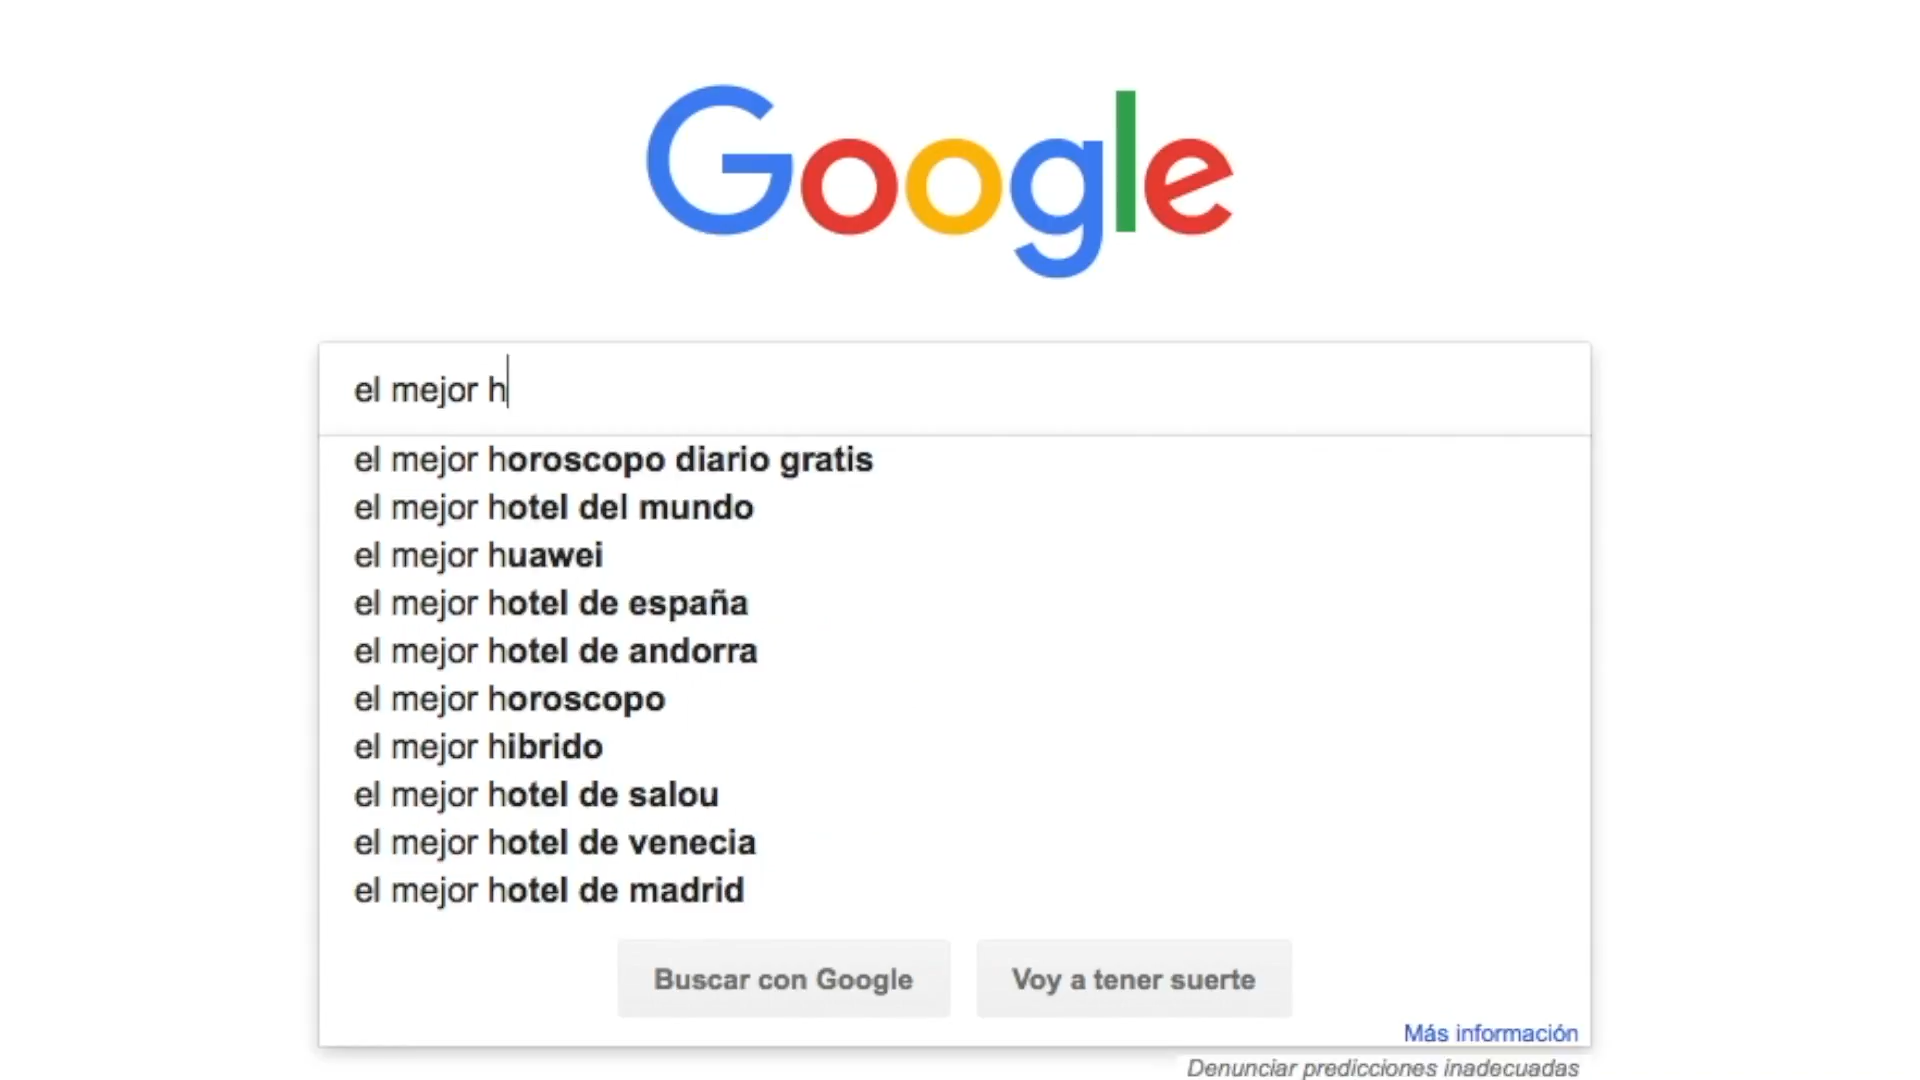 Google
el mejor h
el mejor horoscopo diario gratis
el mejor hotel del mundo
el mejor huawei
el mejor hotel de españa
el mejor hotel de andorra
el mejor horoscopo
el mejor hibrido
el mejor hotel de salou
el mejor hotel de venecia
el mejor hotel de madrid
Buscar con Google Voy a tener suerte
Más información
Denunciar predicciones inadecuadas